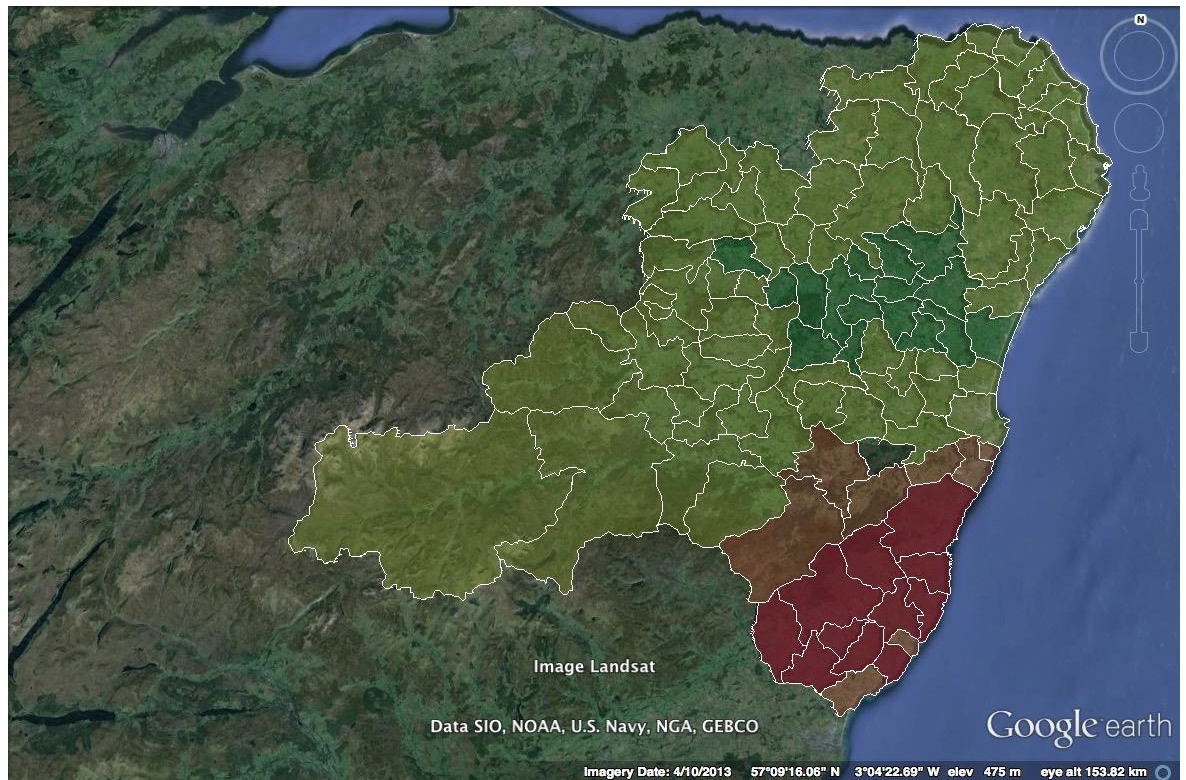 N
Image Landsat
Data SIO, NOAA, U.S. Navy, NGA, GEBCO
Google earth
Imagery Date: 4/10/2013 57°09'16.06" N 3°04'22.69" W elev 475 m eye alt 153.82 km